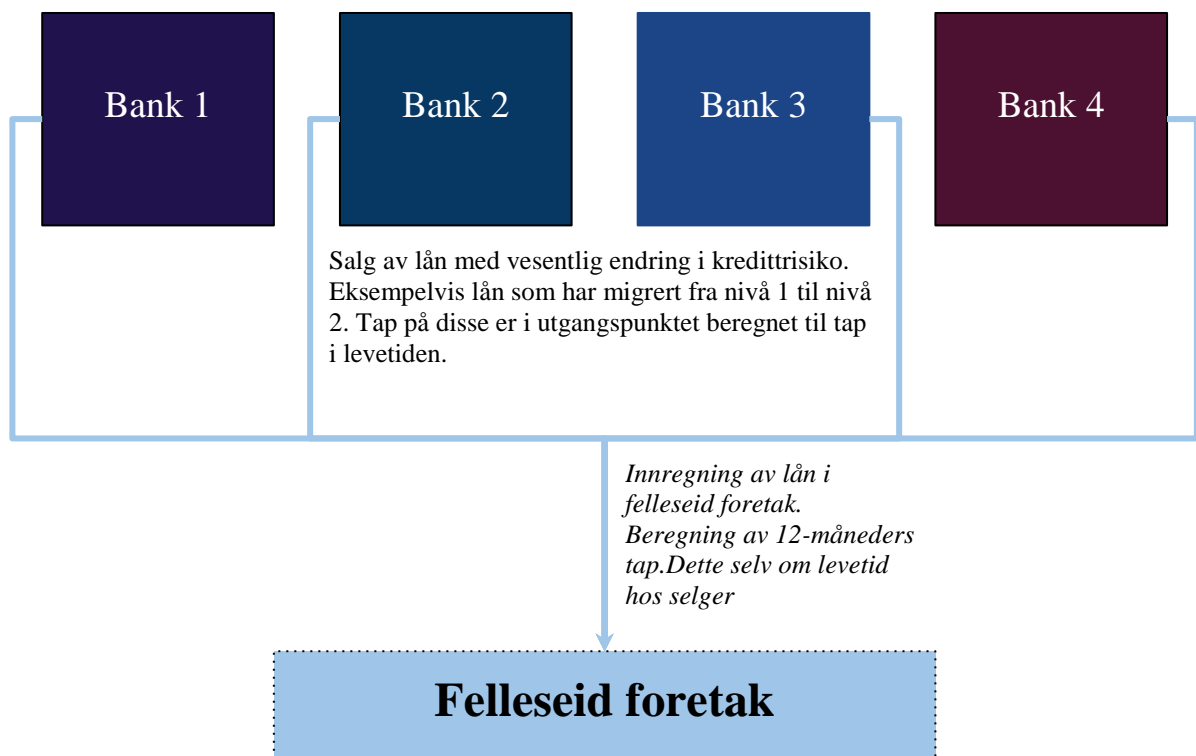 Bank 1
Bank 2
Bank 3
Bank 4
Salg av lån med vesentlig endring i kredittrisiko.
Eksempelvis lån som har migrert fra nivå 1 til nivå
2. Tap på disse er i utgangspunktet beregnet til tap
i levetiden.
Innregning av lån i
felleseid foretak.
Beregning av 12-måneders
tap.Dette selv om levetid
hos selger
Felleseid foretak